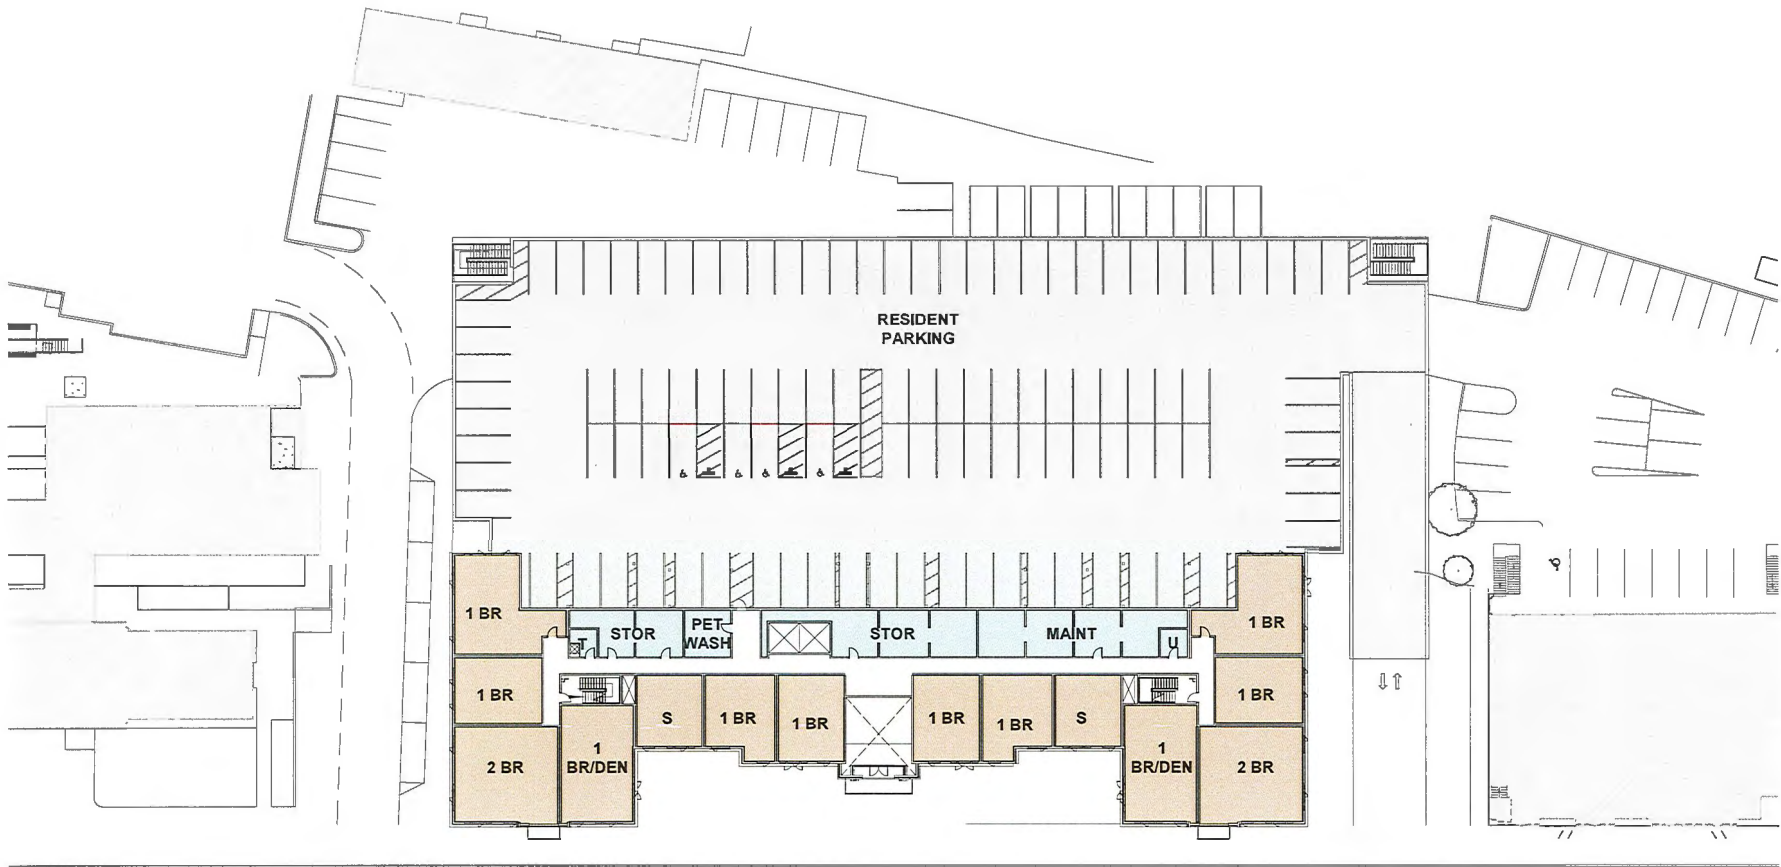 RESIDENT
PARKING
1 BR
T
STOR
PET
WASH
STOR
MAINT
U
1 BR
1 BR
1 BR
S
1 BR
1 BR
1 BR
1 BR
S
2 BR
1
BR/DEN
1
BR/DEN
2 BR